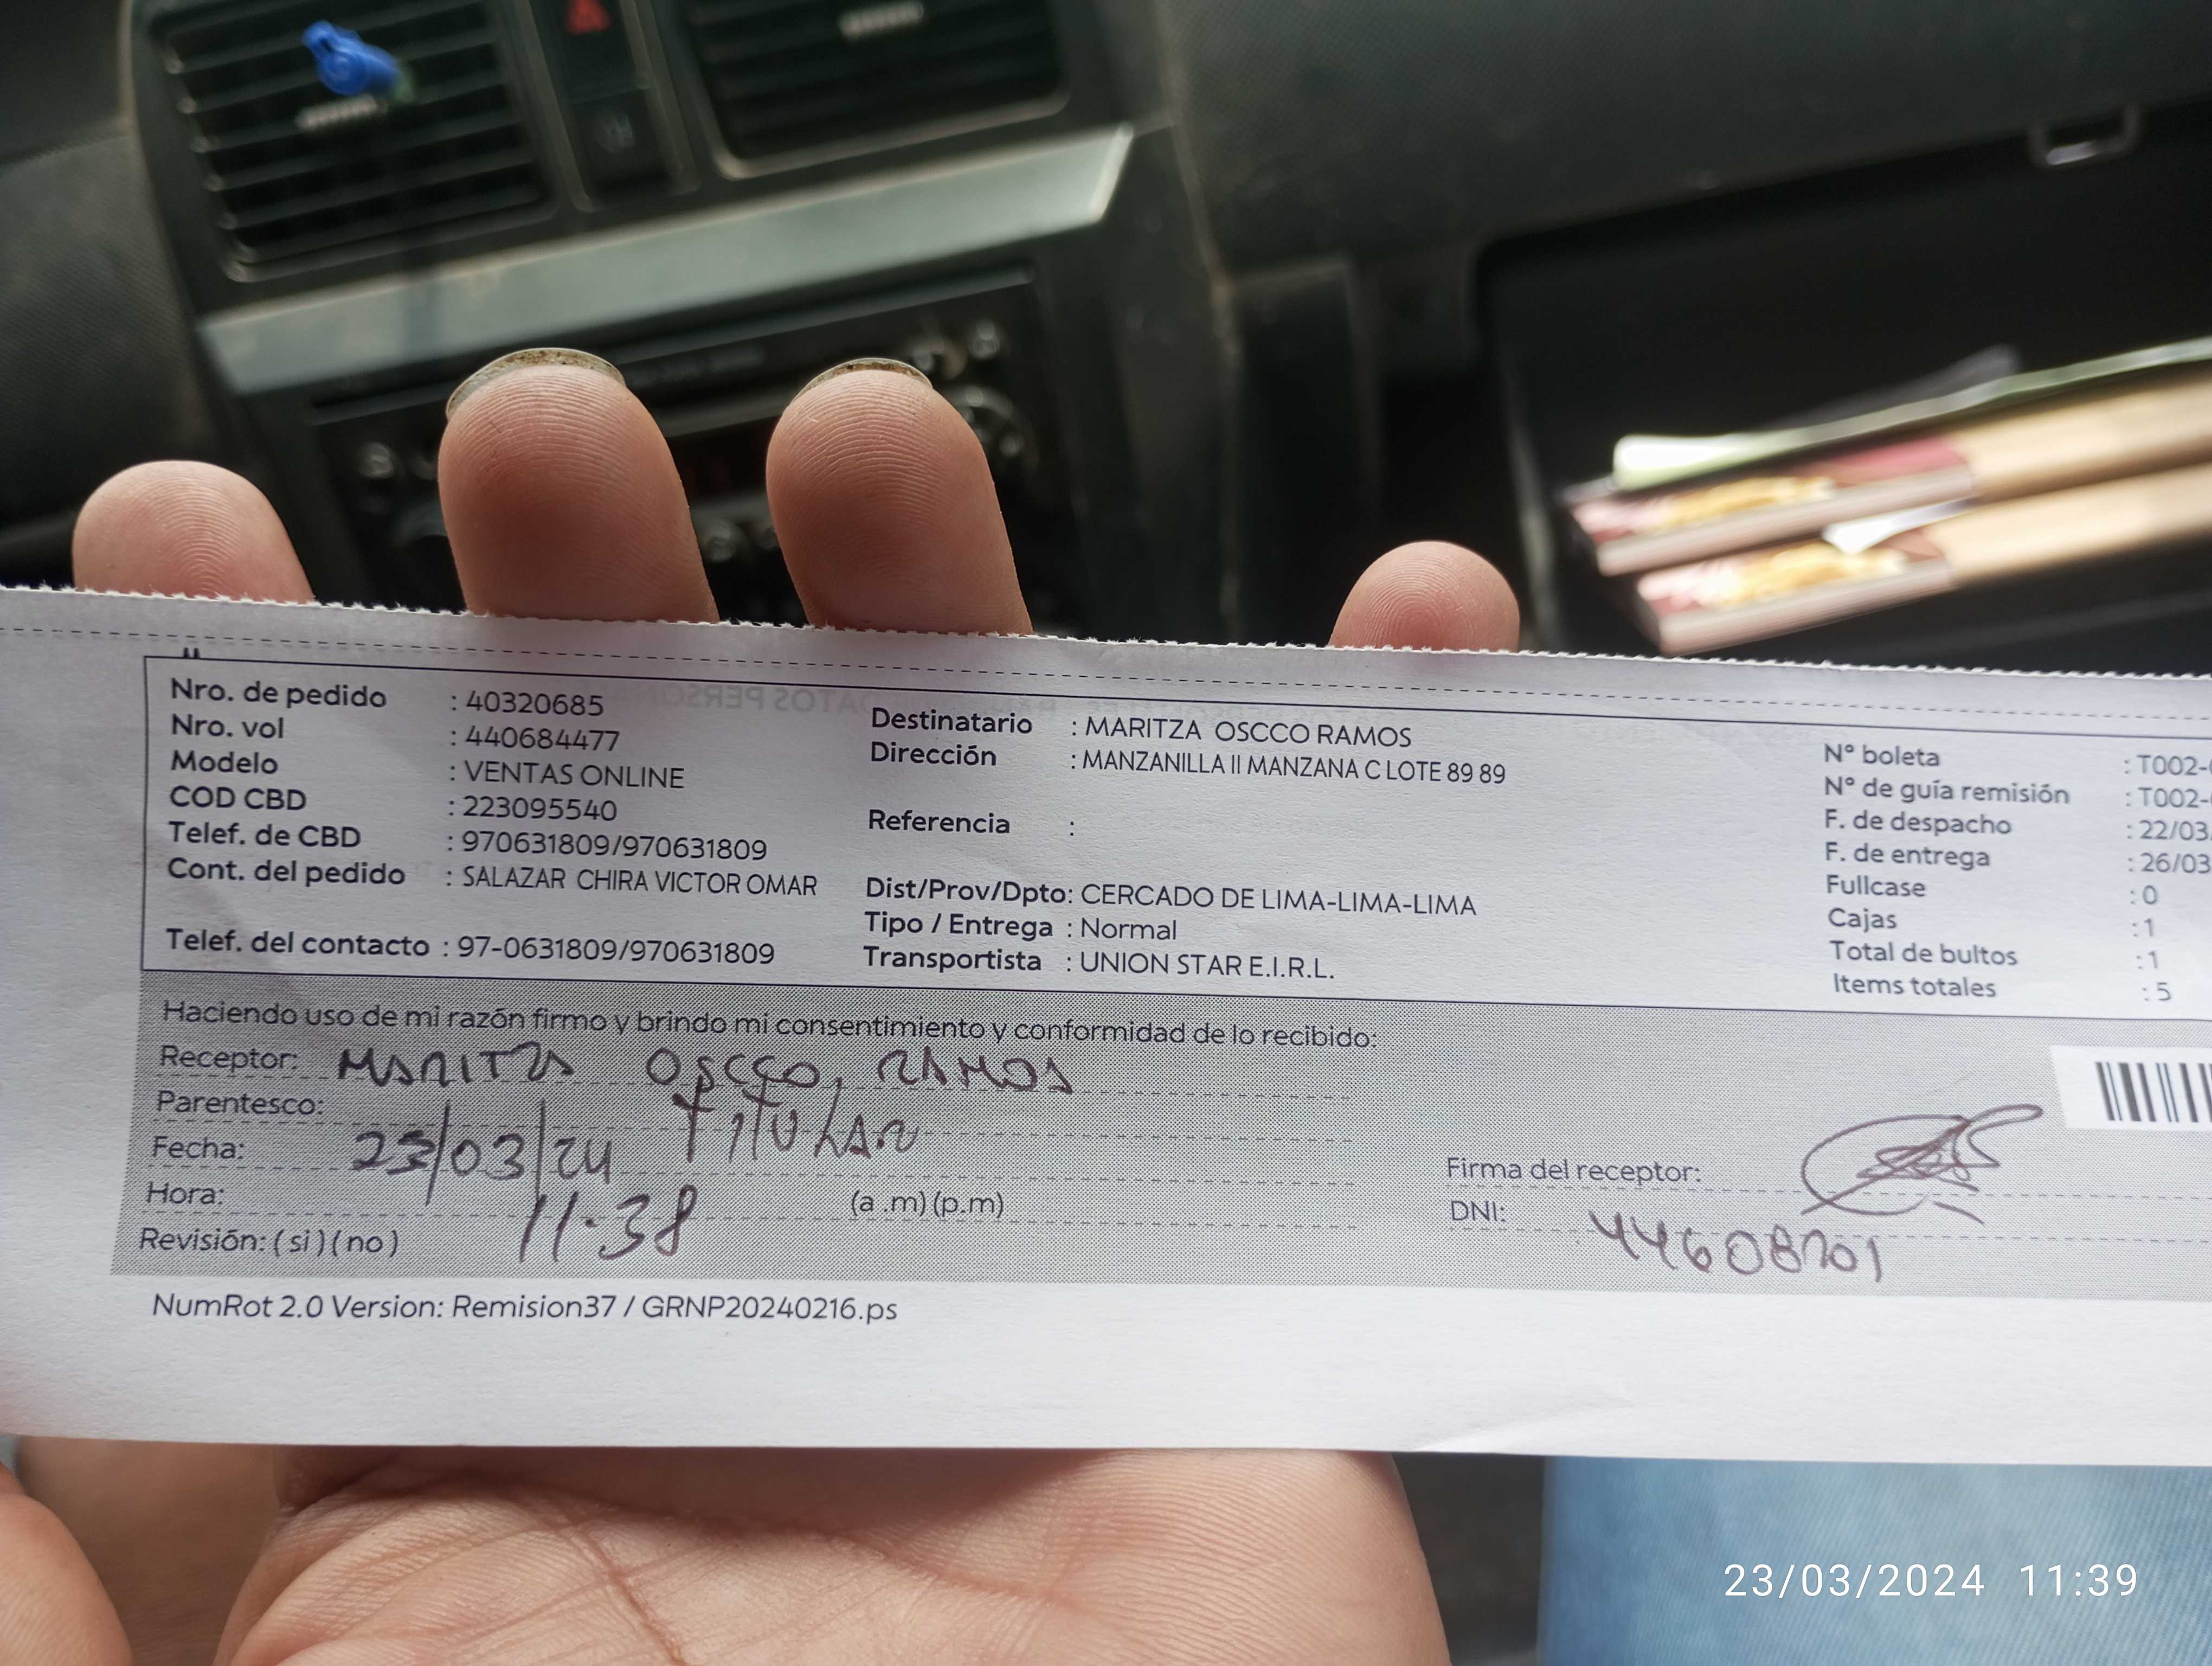 Nro. de pedido : 40320685
Nro. vol : 440684477
Modelo : VENTAS ONLINE
COD CBD : 223095540
Telef. de CBD : 970631809/970631809
Cont. del pedido : SALAZAR CHIRA VICTOR OMAR
Telef. del contacto : 97-0631809/970631809
Destinatario : MARITZA OSCCO RAMOS
Dirección : MANZANILLA II MANZANA C LOTE 89 89
Referencia :
Dist/Prov/Dpto: CERCADO DE LIMA-LIMA-LIMA
Tipo / Entrega : Normal
Transportista : UNION STAR E.I.R.L.
N° boleta : T002-
N° de guía remisión : T002-
F. de despacho : 22/03
F. de entrega : 26/03
Fullcase : 0
Cajas : 1
Total de bultos : 1
Items totales : 5
Haciendo uso de mi razón firmo y brindo mi consentimiento y conformidad de lo recibido:
Receptor: MARITZA OSCCO, RAMOS
Parentesco: TITULAR
Fecha: 23/03/24
Hora: 11:38 (a .m) (p.m)
Revisión: ( si ) ( no )
Firma del receptor:
DNI:
NumRot 2.0 Version: Remision37 / GRNP20240216.ps
23/03/2024 11:39